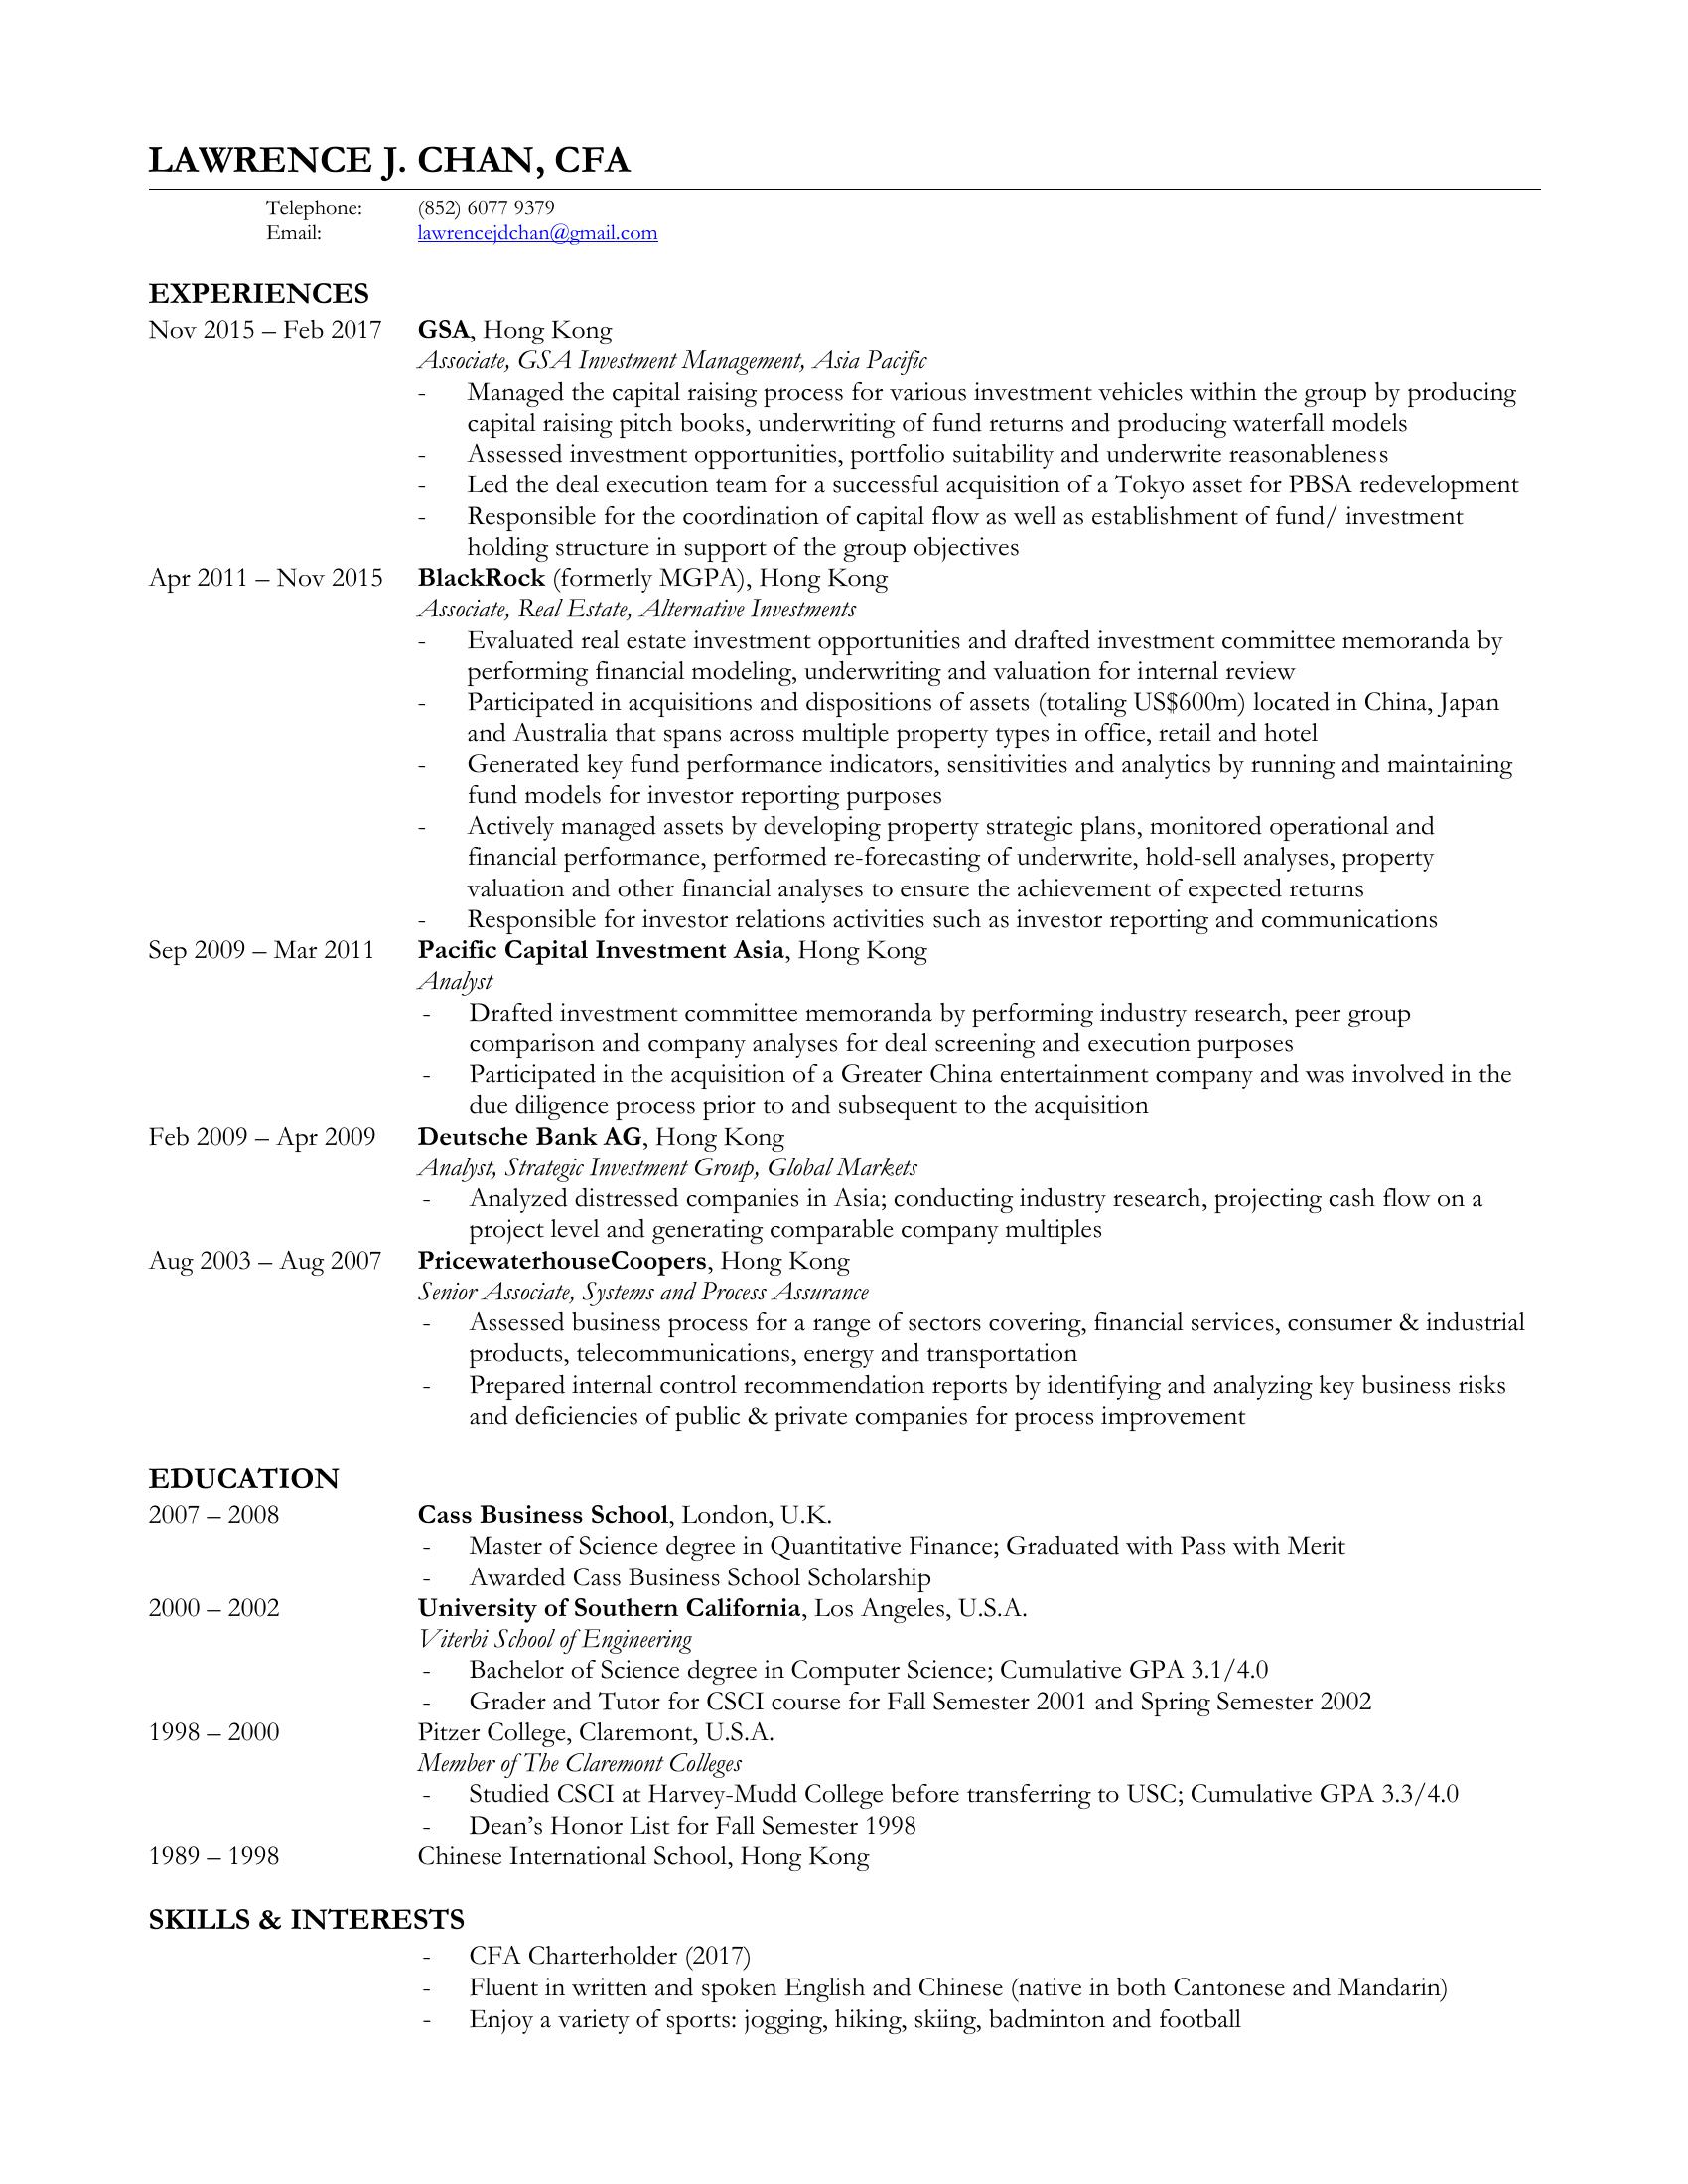 LAWRENCE J. CHAN, CFA
Telephone: (852) 6077 9379
Email: lawrencejdchan@gmail.com
EXPERIENCES
Nov 2015 – Feb 2017 GSA, Hong Kong
Associate, GSA Investment Management, Asia Pacific
- Managed the capital raising process for various investment vehicles within the group by producing
capital raising pitch books, underwriting of fund returns and producing waterfall models
- Assessed investment opportunities, portfolio suitability and underwrite reasonableness
- Led the deal execution team for a successful acquisition of a Tokyo asset for PBSA redevelopment
- Responsible for the coordination of capital flow as well as establishment of fund/ investment
holding structure in support of the group objectives
Apr 2011 – Nov 2015 BlackRock (formerly MGPA), Hong Kong
Associate, Real Estate, Alternative Investments
- Evaluated real estate investment opportunities and drafted investment committee memoranda by
performing financial modeling, underwriting and valuation for internal review
- Participated in acquisitions and dispositions of assets (totaling US$600m) located in China, Japan
and Australia that spans across multiple property types in office, retail and hotel
- Generated key fund performance indicators, sensitivities and analytics by running and maintaining
fund models for investor reporting purposes
- Actively managed assets by developing property strategic plans, monitored operational and
financial performance, performed re-forecasting of underwrite, hold-sell analyses, property
valuation and other financial analyses to ensure the achievement of expected returns
- Responsible for investor relations activities such as investor reporting and communications
Sep 2009 – Mar 2011 Pacific Capital Investment Asia, Hong Kong
Analyst
- Drafted investment committee memoranda by performing industry research, peer group
comparison and company analyses for deal screening and execution purposes
- Participated in the acquisition of a Greater China entertainment company and was involved in the
due diligence process prior to and subsequent to the acquisition
Feb 2009 – Apr 2009 Deutsche Bank AG, Hong Kong
Analyst, Strategic Investment Group, Global Markets
- Analyzed distressed companies in Asia; conducting industry research, projecting cash flow on a
project level and generating comparable company multiples
Aug 2003 – Aug 2007 PricewaterhouseCoopers, Hong Kong
Senior Associate, Systems and Process Assurance
- Assessed business process for a range of sectors covering, financial services, consumer & industrial
products, telecommunications, energy and transportation
- Prepared internal control recommendation reports by identifying and analyzing key business risks
and deficiencies of public & private companies for process improvement
EDUCATION
2007 – 2008 Cass Business School, London, U.K.
- Master of Science degree in Quantitative Finance; Graduated with Pass with Merit
- Awarded Cass Business School Scholarship
2000 – 2002 University of Southern California, Los Angeles, U.S.A.
Viterbi School of Engineering
- Bachelor of Science degree in Computer Science; Cumulative GPA 3.1/4.0
- Grader and Tutor for CSCI course for Fall Semester 2001 and Spring Semester 2002
1998 – 2000 Pitzer College, Claremont, U.S.A.
Member of The Claremont Colleges
- Studied CSCI at Harvey-Mudd College before transferring to USC; Cumulative GPA 3.3/4.0
- Dean’s Honor List for Fall Semester 1998
1989 – 1998 Chinese International School, Hong Kong
SKILLS & INTERESTS
- CFA Charterholder (2017)
- Fluent in written and spoken English and Chinese (native in both Cantonese and Mandarin)
- Enjoy a variety of sports: jogging, hiking, skiing, badminton and football